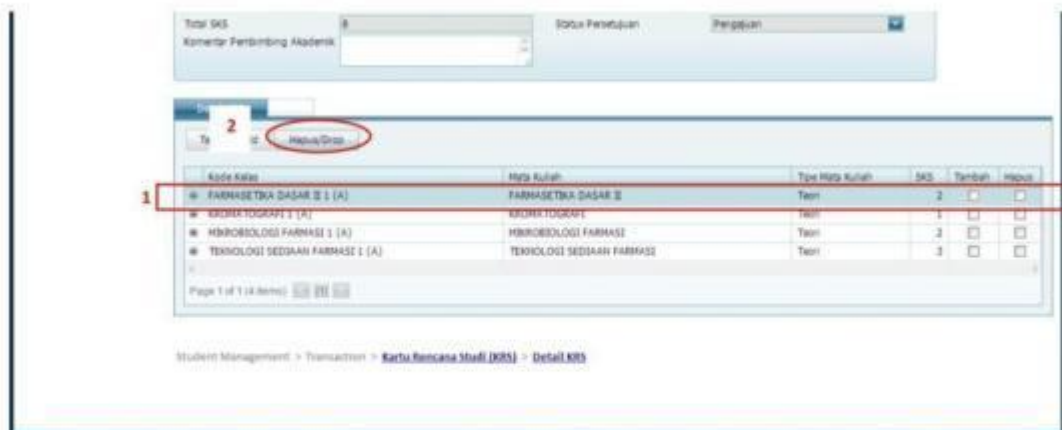 Total SKS 8 Status Persetujuan Pengajuan
Komentar Pembimbing Akademik
2
Hapus/Drop
Kode Kelas Mata Kuliah Tipe Mata Kuliah SKS Tambah Hapus
1
FARMASETIKA DASAR II 1 (A) FARMASETIKA DASAR II Teori 2
KROMATOGRAFI 1 (A) KROMATOGRAFI Teori 1
MIKROBIOLOGI FARMASI 1 (A) MIKROBIOLOGI FARMASI Teori 2
TEKNOLOGI SEDIAAN FARMASI 1 (A) TEKNOLOGI SEDIAAN FARMASI Teori 3
Page 1 of 1 (4 items) [1]
Student Management > Transaction > Kartu Rencana Studi (KRS) > Detail KRS